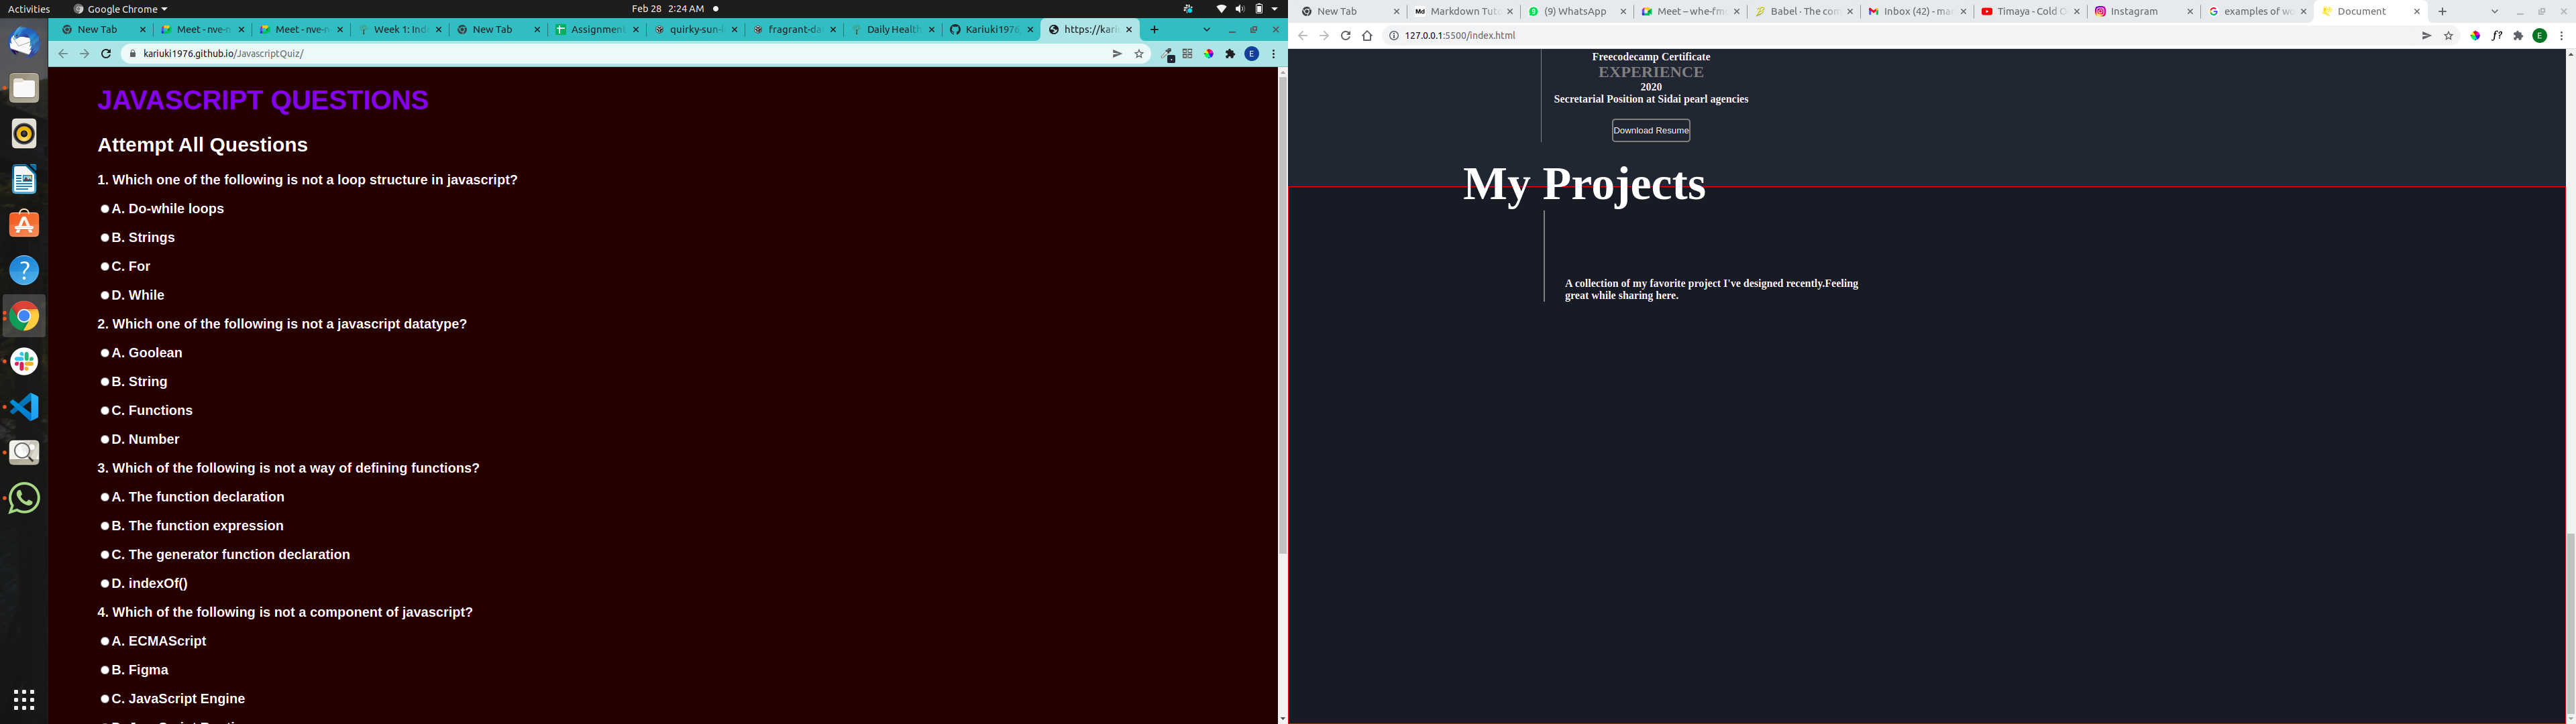 Activities
Google Chrome
Feb 28 2:24 AM
New Tab
Meet - nve-n
Meet - nve-n
Week 1: Ind
New Tab
Assignment
quirky-sun-
fragrant-da
Daily Health
Kariuki1976
https://kari
kariuki1976.github.io/JavascriptQuiz/
E
JAVASCRIPT QUESTIONS
Attempt All Questions
1. Which one of the following is not a loop structure in javascript?
A. Do-while loops
B. Strings
C. For
D. While
2. Which one of the following is not a javascript datatype?
A. Goolean
B. String
C. Functions
D. Number
3. Which of the following is not a way of defining functions?
A. The function declaration
B. The function expression
C. The generator function declaration
D. indexOf()
4. Which of the following is not a component of javascript?
A. ECMAScript
B. Figma
C. JavaScript Engine
New Tab
Md Markdown Tut
(9) WhatsApp
Meet – whe-fm
Babel · The com
Inbox (42) - ma
Timaya - Cold O
Instagram
examples of wo
Document
127.0.0.1:5500/index.html
f?
E
Freecodecamp Certificate
EXPERIENCE
2020
Secretarial Position at Sidai pearl agencies
Download Resume
My Projects
A collection of my favorite project I've designed recently.Feeling
great while sharing here.